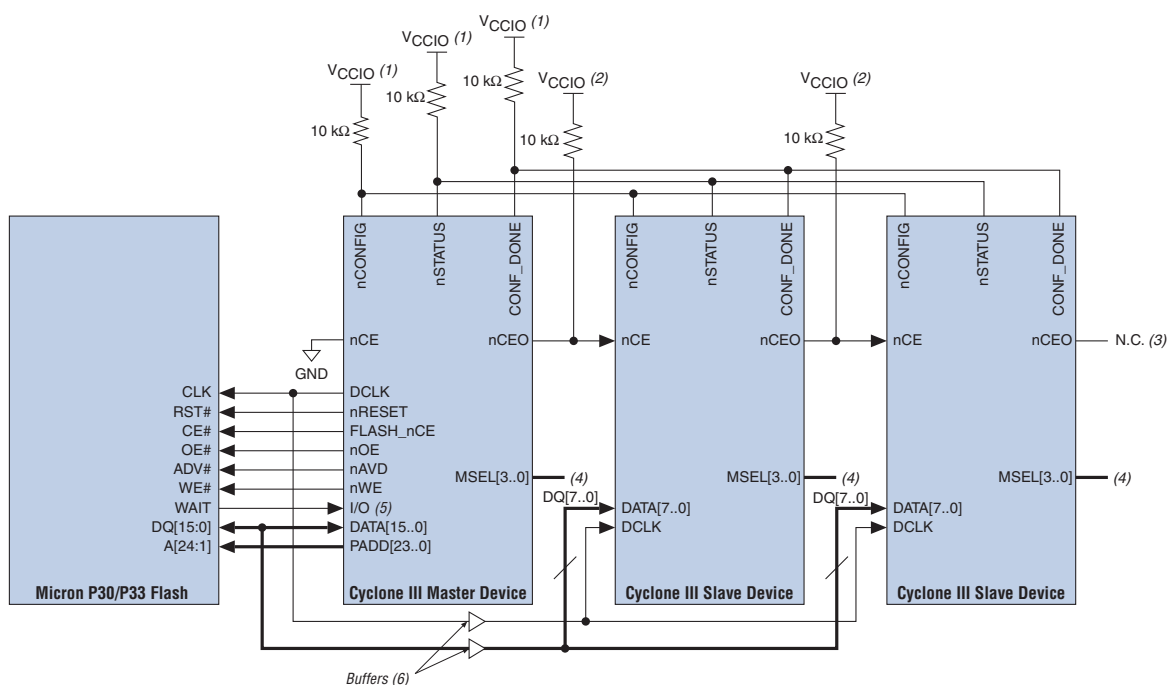 VCCIO (1)
VCCIO (1)
VCCIO (1)
VCCIO (2)
VCCIO (2)
10 kΩ
10 kΩ
10 kΩ
10 kΩ
10 kΩ
nCONFIG
nSTATUS
CONF_DONE
nCONFIG
nSTATUS
CONF_DONE
nCONFIG
nSTATUS
CONF_DONE
nCE
nCEO
nCE
nCEO
nCE
nCEO
N.C. (3)
GND
CLK
DCLK
RST#
nRESET
CE#
FLASH_nCE
OE#
nOE
ADV#
nAVD
WE#
nWE
WAIT
I/O (5)
DQ[15:0]
DATA[15..0]
A[24:1]
PADD[23..0]
MSEL[3..0]
(4)
MSEL[3..0]
(4)
MSEL[3..0]
(4)
DQ[7..0]
DATA[7..0]
DCLK
DQ[7..0]
DATA[7..0]
DCLK
Micron P30/P33 Flash
Cyclone III Master Device
Cyclone III Slave Device
Cyclone III Slave Device
Buffers (6)